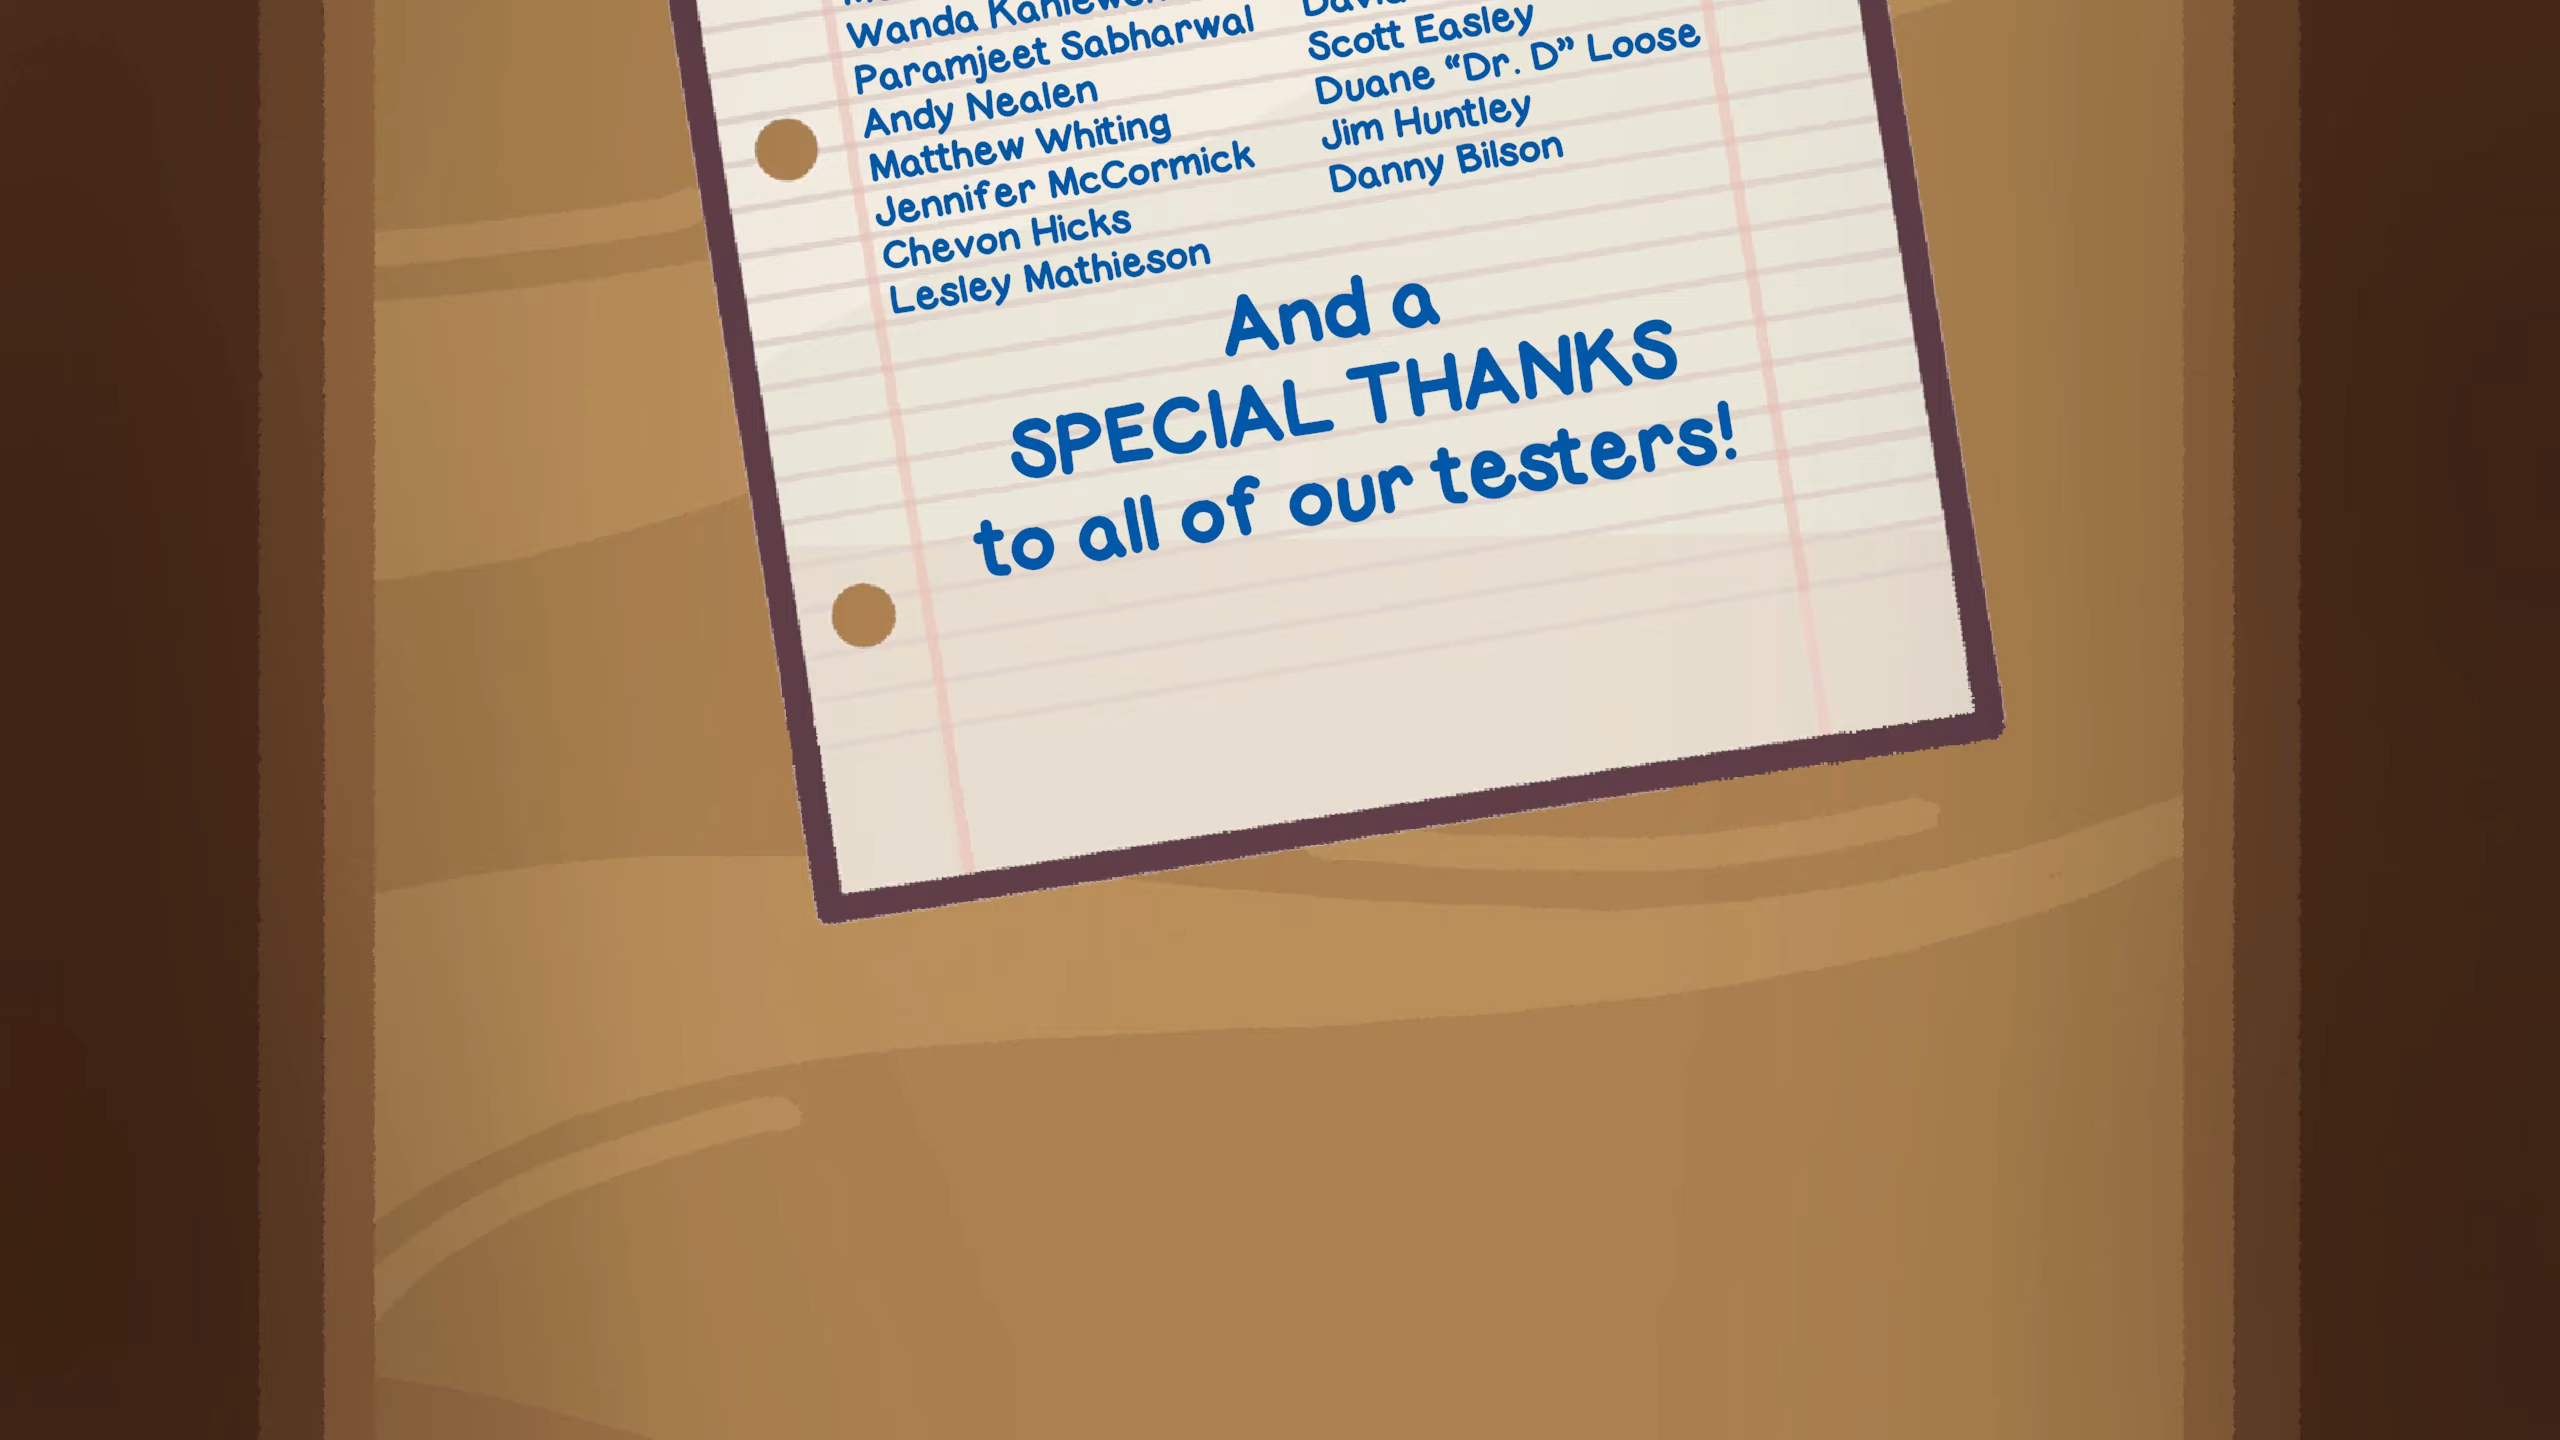 Wanda
Paramjeet Sabharwal
Andy Nealen
Matthew Whiting
Jennifer McCormick
Chevon Hicks
Lesley Mathieson
David
Scott Easley
Duane “Dr. D” Loose
Jim Huntley
Danny Bilson
And a
SPECIAL THANKS
to all of our testers!